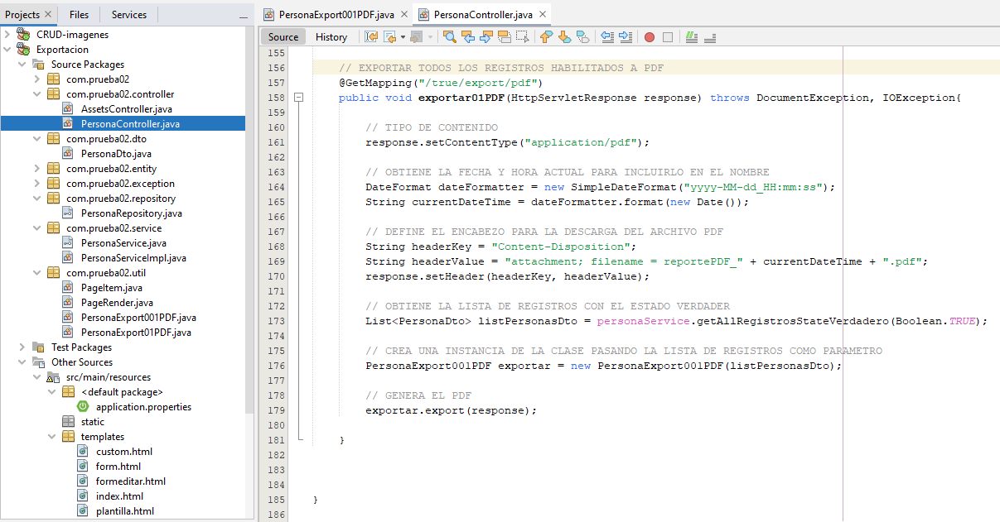 Projects
Files
Services
CRUD-imagenes
Exportacion
Source Packages
com.prueba02
com.prueba02.controller
AssetsController.java
PersonaController.java
com.prueba02.dto
PersonaDto.java
com.prueba02.entity
com.prueba02.exception
com.prueba02.repository
PersonaRepository.java
com.prueba02.service
PersonaService.java
PersonaServiceImpl.java
com.prueba02.util
PageItem.java
PageRender.java
PersonaExport001PDF.java
PersonaExport01PDF.java
Test Packages
Other Sources
src/main/resources
<default package>
application.properties
static
templates
custom.html
form.html
formeditar.html
index.html
plantilla.html
PersonaExport001PDF.java
PersonaController.java
Source
History
155
156 // EXPORTAR TODOS LOS REGISTROS HABILITADOS A PDF
157 @GetMapping("/true/export/pdf")
158 public void exportar01PDF(HttpServletResponse response) throws DocumentException, IOException{
159
160 // TIPO DE CONTENIDO
161 response.setContentType("application/pdf");
162
163 // OBTIENE LA FECHA Y HORA ACTUAL PARA INCLUIRLO EN EL NOMBRE
164 DateFormat dateFormatter = new SimpleDateFormat("yyyy-MM-dd_HH:mm:ss");
165 String currentDateTime = dateFormatter.format(new Date());
166
167 // DEFINE EL ENCABEZO PARA LA DESCARGA DEL ARCHIVO PDF
168 String headerKey = "Content-Disposition";
169 String headerValue = "attachment; filename = reportePDF_" + currentDateTime + ".pdf";
170 response.setHeader(headerKey, headerValue);
171
172 // OBTIENE LA LISTA DE REGISTROS CON EL ESTADO VERDADER
173 List<PersonaDto> listPersonasDto = personaService.getAllRegistrosStateVerdadero(Boolean.TRUE);
174
175 // CREA UNA INSTANCIA DE LA CLASE PASANDO LA LISTA DE REGISTROS COMO PARAMETRO
176 PersonaExport001PDF exportar = new PersonaExport001PDF(listPersonasDto);
177
178 // GENERA EL PDF
179 exportar.export(response);
180
181 }
182
183
184
185 }
186